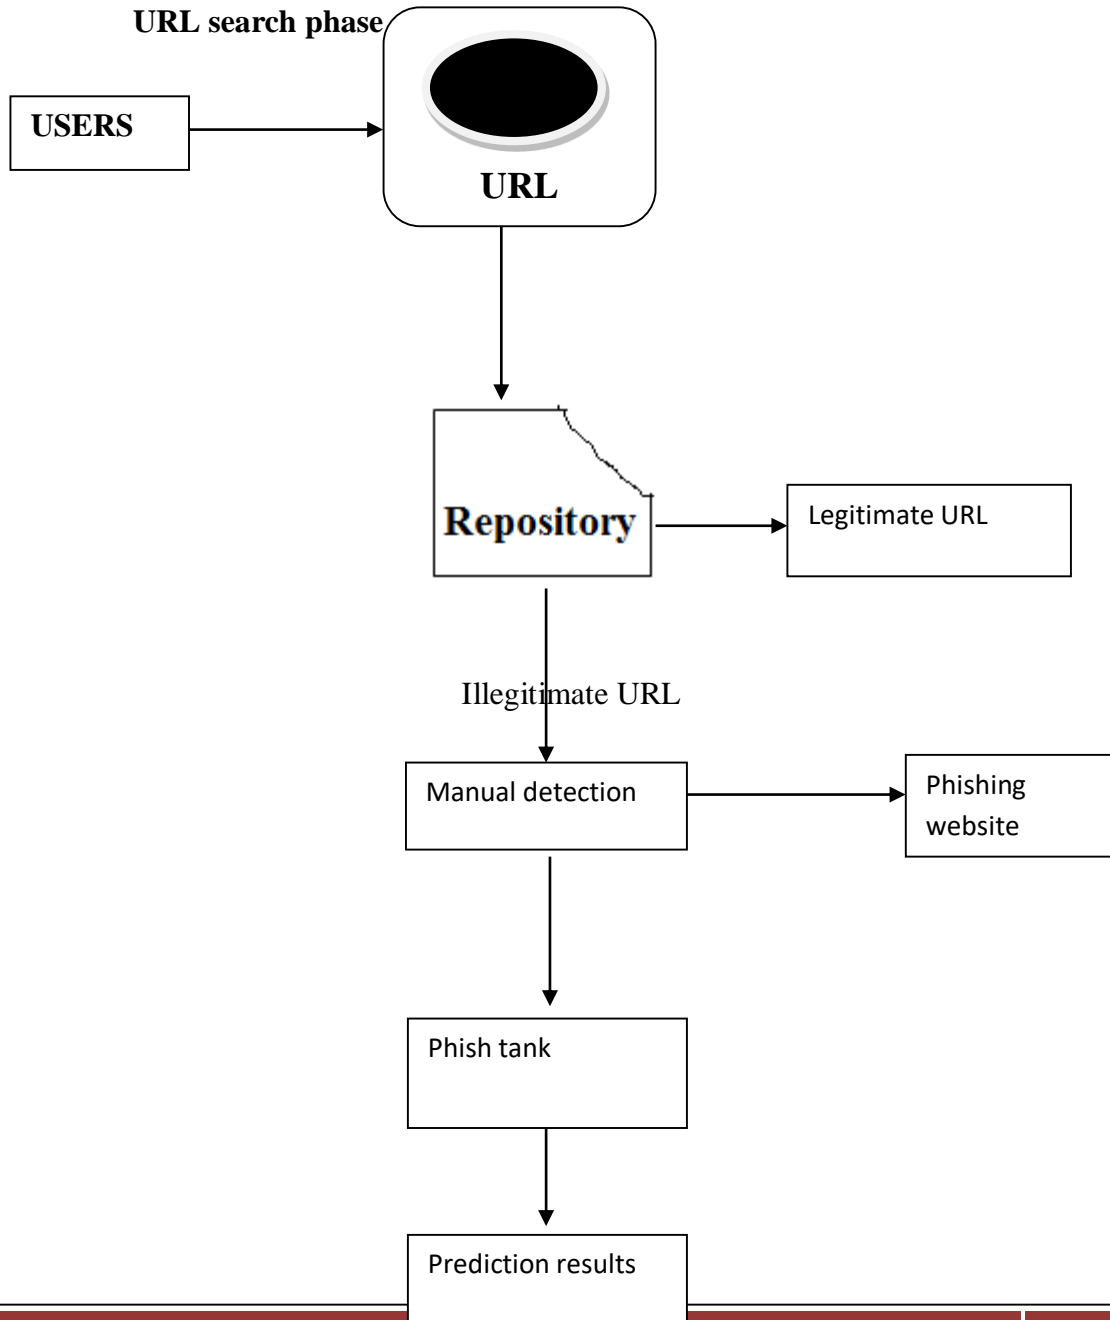 URL search phase
USERS
URL
Repository
Legitimate URL
Illegitimate URL
Manual detection
Phishing
website
Phish tank
Prediction results